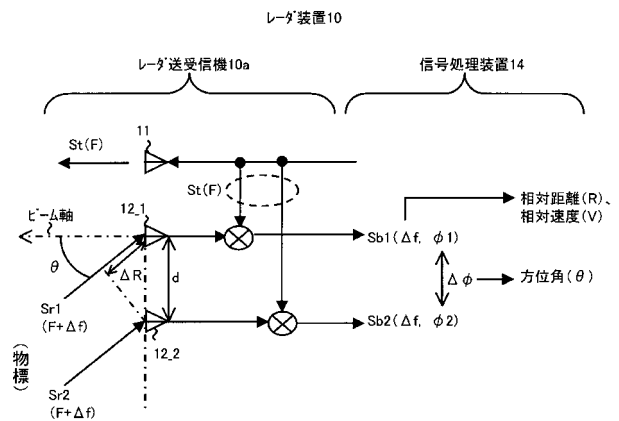 レーダ装置10
レーダ送受信機10a
信号処理装置14
11
St(F)
St(F)
ビーム軸
12_1
相対距離(R)、
相対速度(V)
Sb1(Δf, φ1)
θ
ΔR
d
Δφ
方位角(θ)
Sr1
(F+Δf)
Sb2(Δf, φ2)
12_2
(物標)
Sr2
(F+Δf)